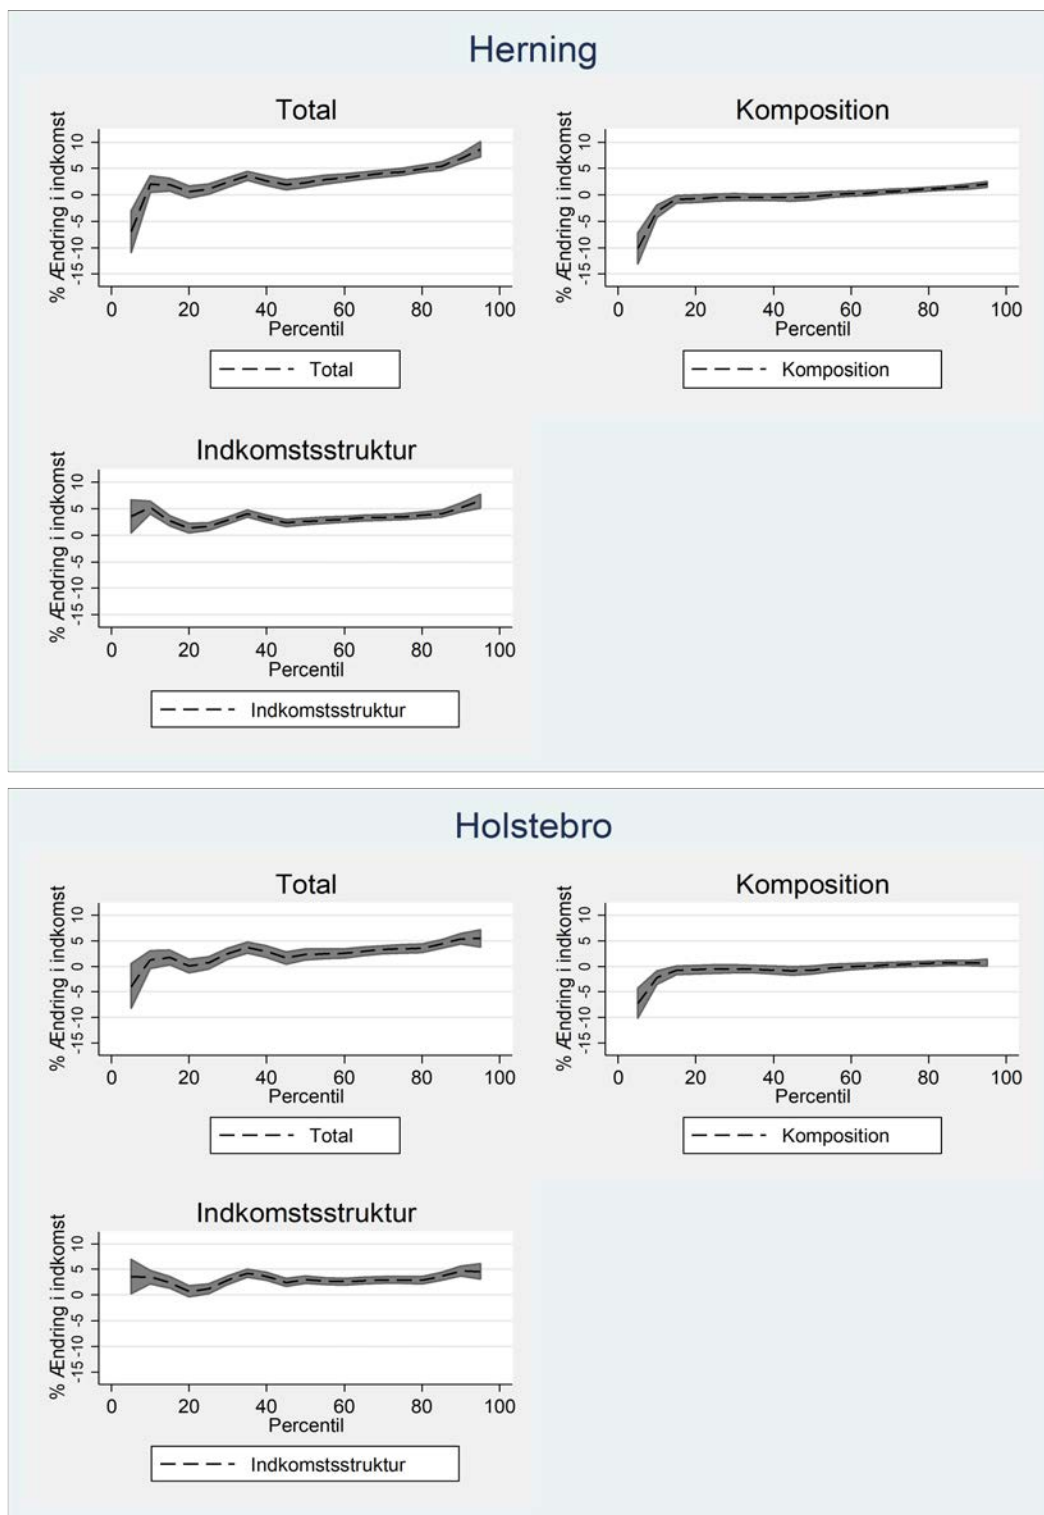 Herning
Total
% Ændring i indkomst
10
5
0
-5
-10
-15
0 20 40 60 80 100
Percentil
Total
Komposition
% Ændring i indkomst
10
5
0
-5
-10
-15
0 20 40 60 80 100
Percentil
Komposition
Indkomstsstruktur
% Ændring i indkomst
10
5
0
-5
-10
-15
0 20 40 60 80 100
Percentil
Indkomstsstruktur
Holstebro
Total
% Ændring i indkomst
10
5
0
-5
-10
-15
0 20 40 60 80 100
Percentil
Total
Komposition
% Ændring i indkomst
10
5
0
-5
-10
-15
0 20 40 60 80 100
Percentil
Komposition
Indkomstsstruktur
% Ændring i indkomst
10
5
0
-5
-10
-15
0 20 40 60 80 100
Percentil
Indkomstsstruktur